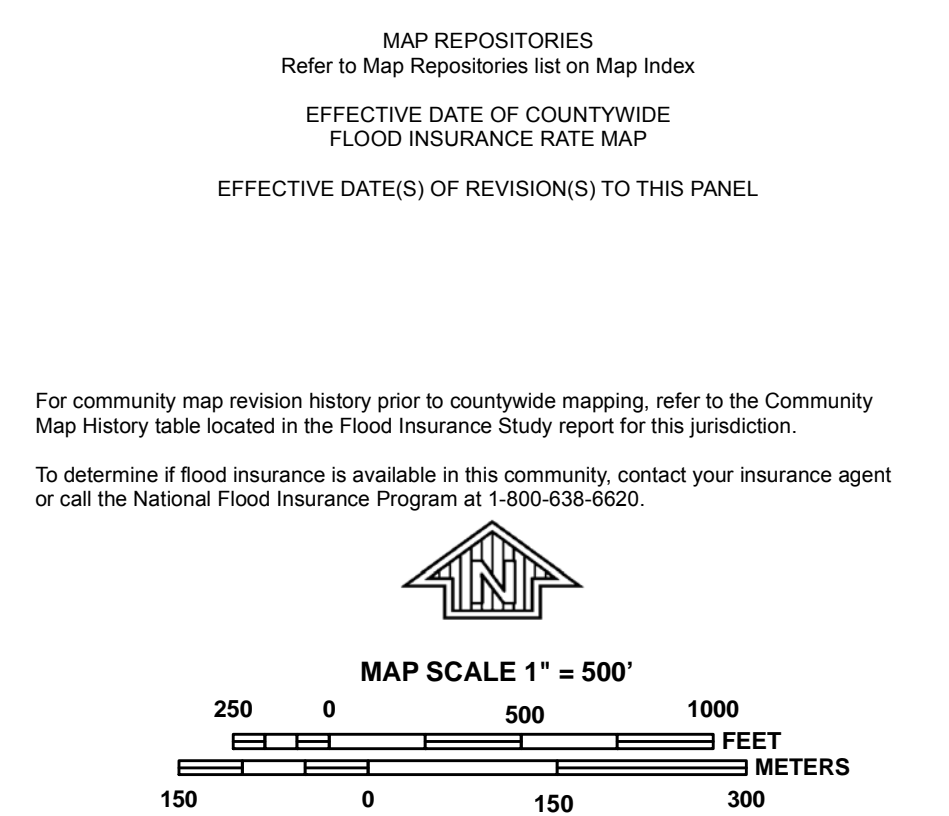 MAP REPOSITORIES
Refer to Map Repositories list on Map Index
EFFECTIVE DATE OF COUNTYWIDE
FLOOD INSURANCE RATE MAP
EFFECTIVE DATE(S) OF REVISION(S) TO THIS PANEL
For community map revision history prior to countywide mapping, refer to the Community
Map History table located in the Flood Insurance Study report for this jurisdiction.
To determine if flood insurance is available in this community, contact your insurance agent
or call the National Flood Insurance Program at 1-800-638-6620.
N
MAP SCALE 1" = 500’
250 0 500 1000
FEET
METERS
150 0 150 300